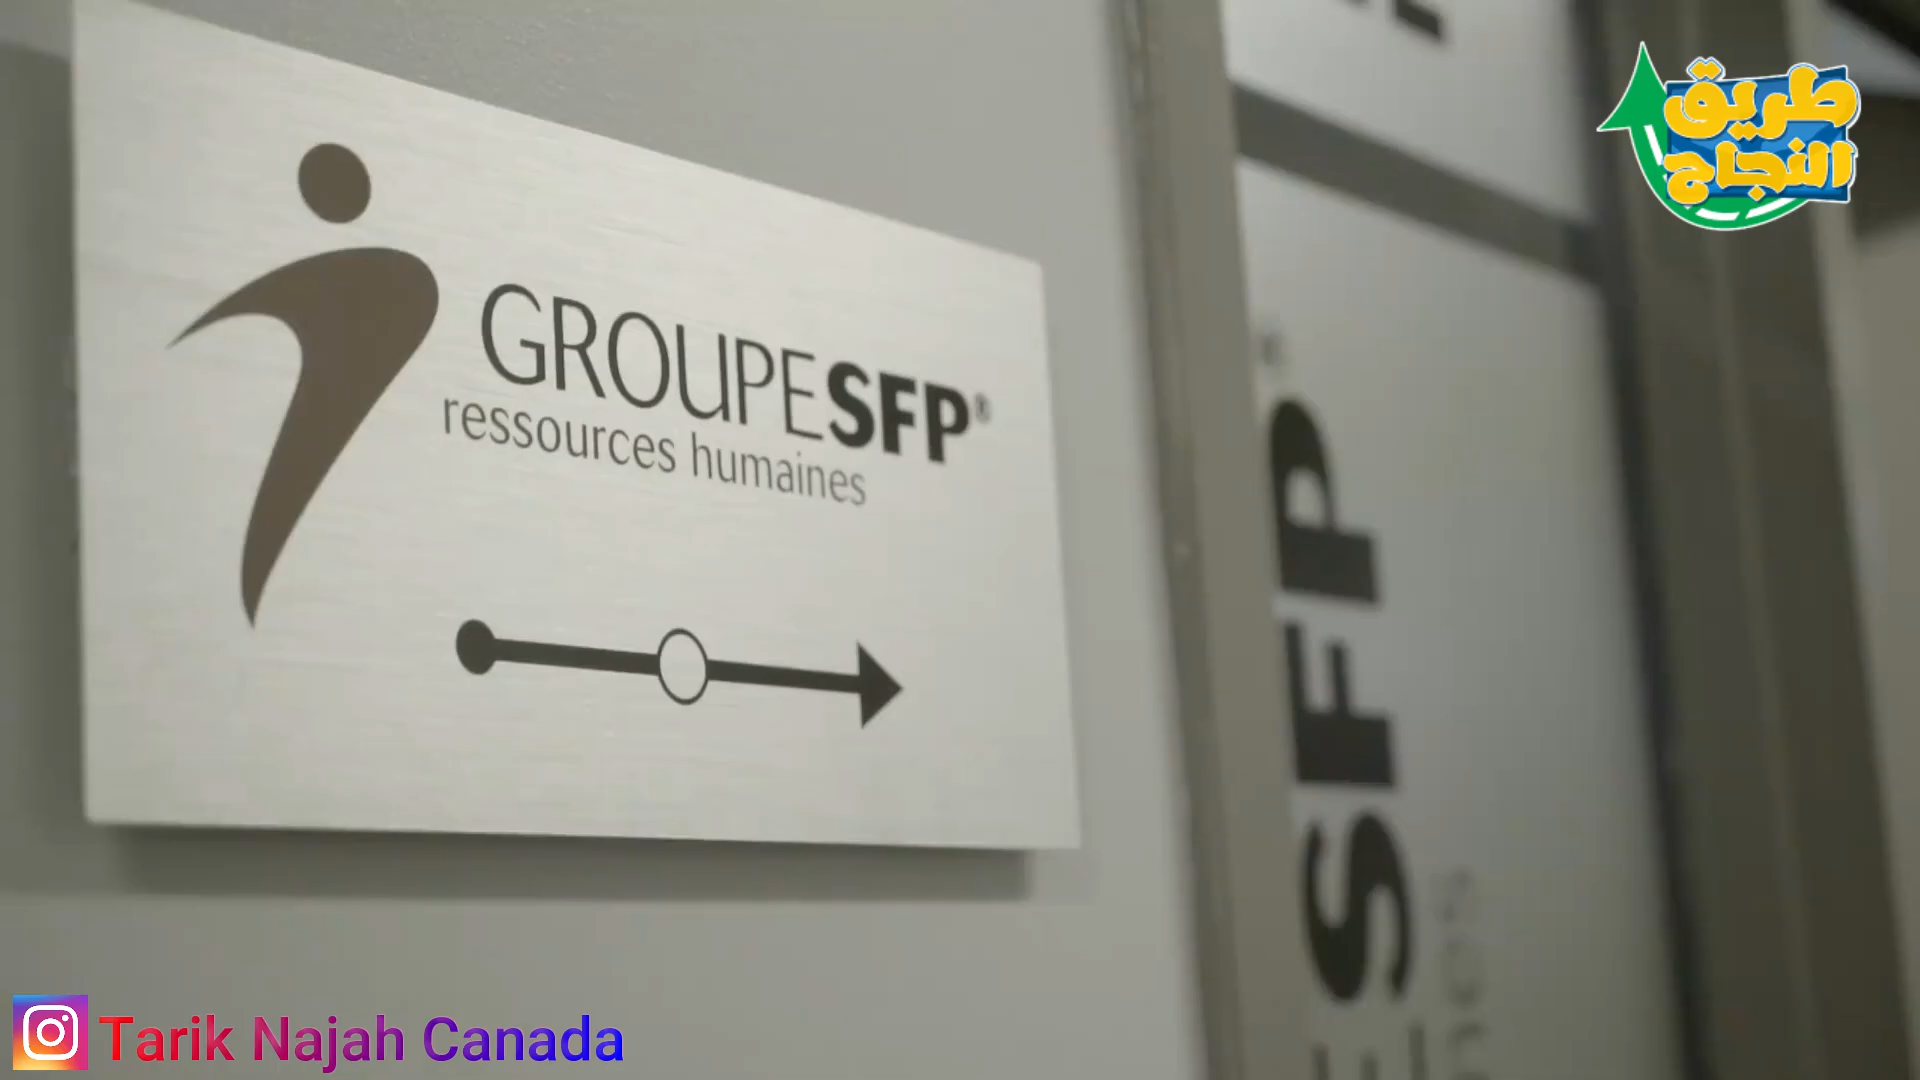 GROUPESFP®
ressources humaines
SFP
طريق
النجاح
Tarik Najah Canada